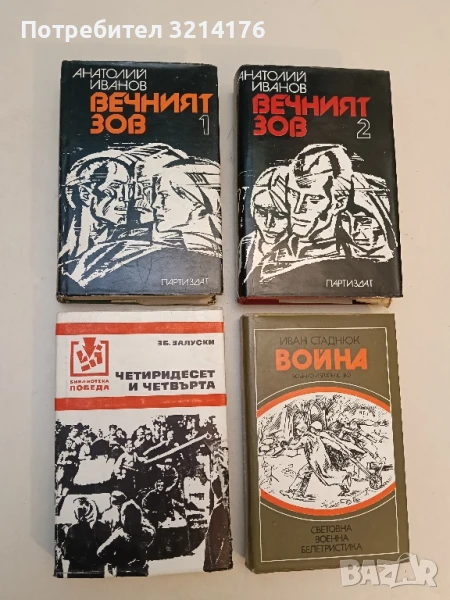 Потребител 3214176
АНАТОЛИЙ
ИВАНОВ
ВЕЧНИЯТ
ЗОВ
1
ПАРТИЗДАТ
АНАТОЛИЙ
ИВАНОВ
ВЕЧНИЯТ
ЗОВ
2
ПАРТИЗДАТ
ЗБ. ЗАЛУСКИ
БИБЛИОТЕКА
ПОБЕДА
ЧЕТИРИДЕСЕТ
И ЧЕТВЪРТА
ИВАН СТАДНЮК
ВОЙНА
СВЕТОВНА
ВОЕННА
БЕЛЕТРИСТИКА
BAZAR